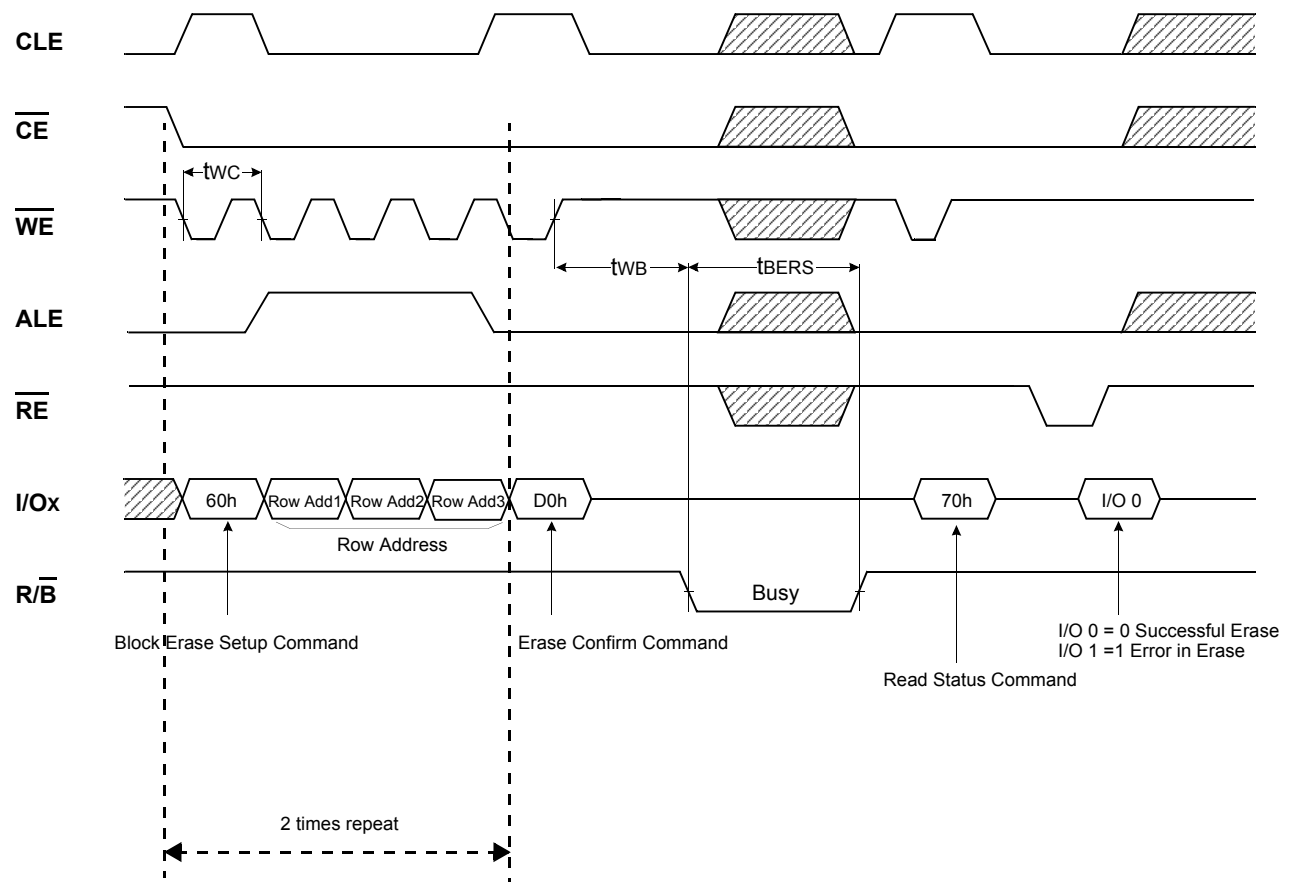 CLE
CE
tWC
WE
tWB
tBERS
ALE
RE
I/Ox
60h
Row Add1
Row Add2
Row Add3
D0h
70h
I/O 0
Row Address
R/B
Busy
Block Erase Setup Command
Erase Confirm Command
I/O 0 = 0 Successful Erase
I/O 1 =1 Error in Erase
Read Status Command
2 times repeat